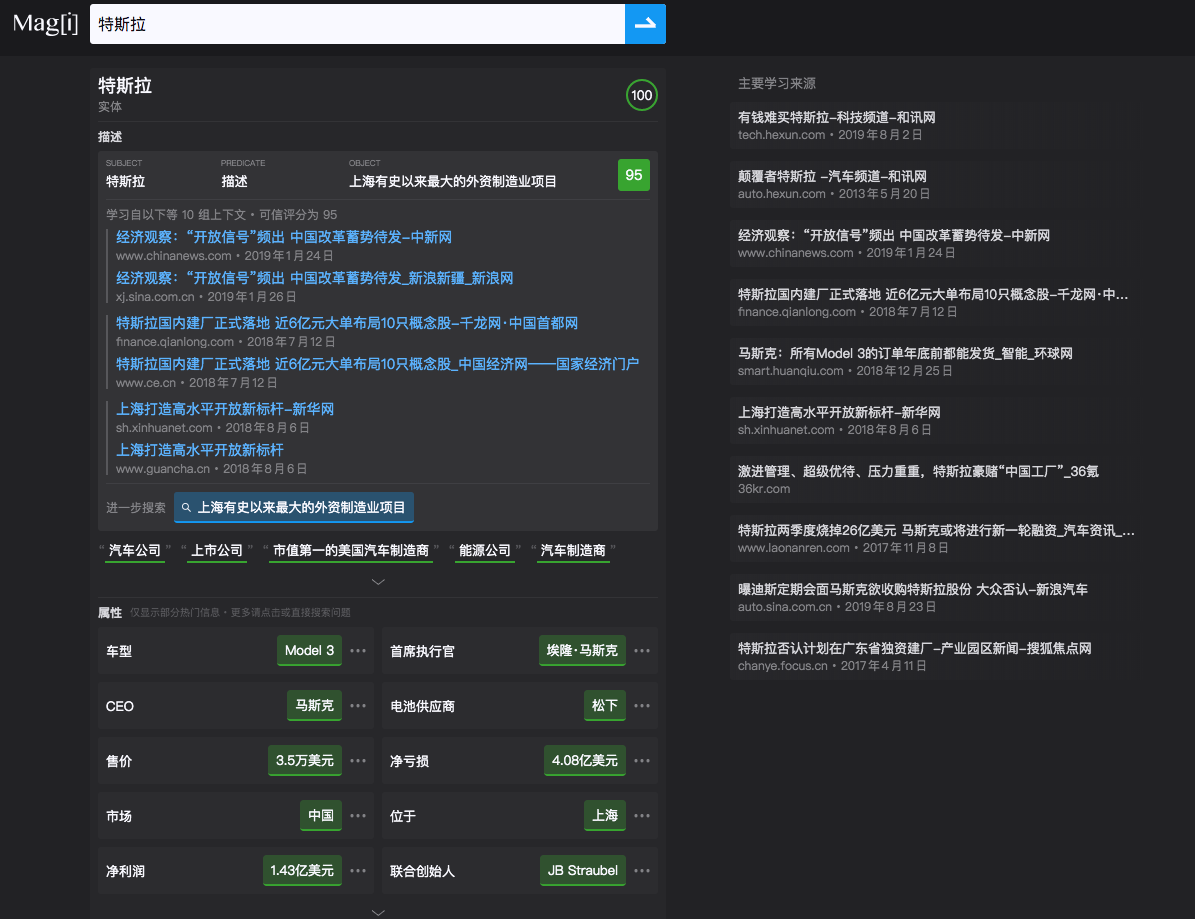 Mag[i]
特斯拉
特斯拉
实体
100
描述
SUBJECT PREDICATE OBJECT
特斯拉 描述 上海有史以来最大的外资制造业项目 95
学习自以下等 10 组上下文・可信评分为 95
经济观察：“开放信号”频出 中国改革蓄势待发-中新网
www.chinanews.com・2019年1月24日
经济观察：“开放信号”频出 中国改革蓄势待发_新浪新疆_新浪网
xj.sina.com.cn・2019年1月26日
特斯拉国内建厂正式落地 近6亿元大单布局10只概念股-千龙网·中国首都网
finance.qianlong.com・2018年7月12日
特斯拉国内建厂正式落地 近6亿元大单布局10只概念股_中国经济网——国家经济门户
www.ce.cn・2018年7月12日
上海打造高水平开放新标杆-新华网
sh.xinhuanet.com・2018年8月6日
上海打造高水平开放新标杆
www.guancha.cn・2018年8月6日
进一步搜索 上海有史以来最大的外资制造业项目
“ 汽车公司 ” “ 上市公司 ” “ 市值第一的美国汽车制造商 ” “ 能源公司 ” “ 汽车制造商 ”
属性 仅显示部分热门信息・更多请点击或直接搜索问题
车型 Model 3 ••• 首席执行官 埃隆·马斯克 •••
CEO 马斯克 ••• 电池供应商 松下 •••
售价 3.5万美元 ••• 净亏损 4.08亿美元 •••
市场 中国 ••• 位于 上海 •••
净利润 1.43亿美元 ••• 联合创始人 JB Straubel •••
主要学习来源
有钱难买特斯拉-科技频道-和讯网
tech.hexun.com・2019年8月2日
颠覆者特斯拉 -汽车频道-和讯网
auto.hexun.com・2013年5月20日
经济观察：“开放信号”频出 中国改革蓄势待发-中新网
www.chinanews.com・2019年1月24日
特斯拉国内建厂正式落地 近6亿元大单布局10只概念股-千龙网·中...
finance.qianlong.com・2018年7月12日
马斯克：所有Model 3的订单年底前都能发货_智能_环球网
smart.huanqiu.com・2018年12月25日
上海打造高水平开放新标杆-新华网
sh.xinhuanet.com・2018年8月6日
激进管理、超级优待、压力重重，特斯拉豪赌“中国工厂”_36氪
36kr.com
特斯拉两季度烧掉26亿美元 马斯克或将进行新一轮融资_汽车资讯_...
www.laonanren.com・2017年11月8日
曝迪斯定期会面马斯克欲收购特斯拉股份 大众否认-新浪汽车
auto.sina.com.cn・2019年8月23日
特斯拉否认计划在广东省独资建厂-产业园区新闻-搜狐焦点网
chanye.focus.cn・2017年4月11日